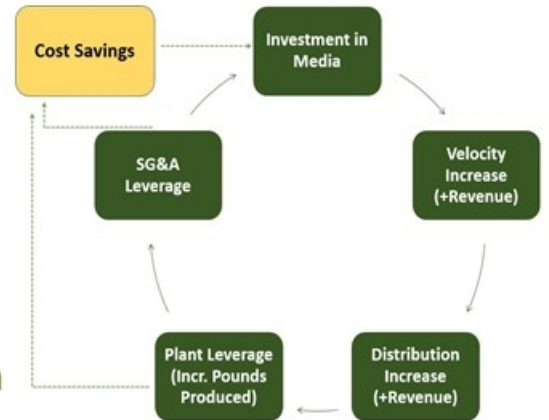 Cost Savings
Investment in
Media
Velocity
Increase
(+Revenue)
Distribution
Increase
(+Revenue)
Plant Leverage
(Incr. Pounds
Produced)
SG&A
Leverage